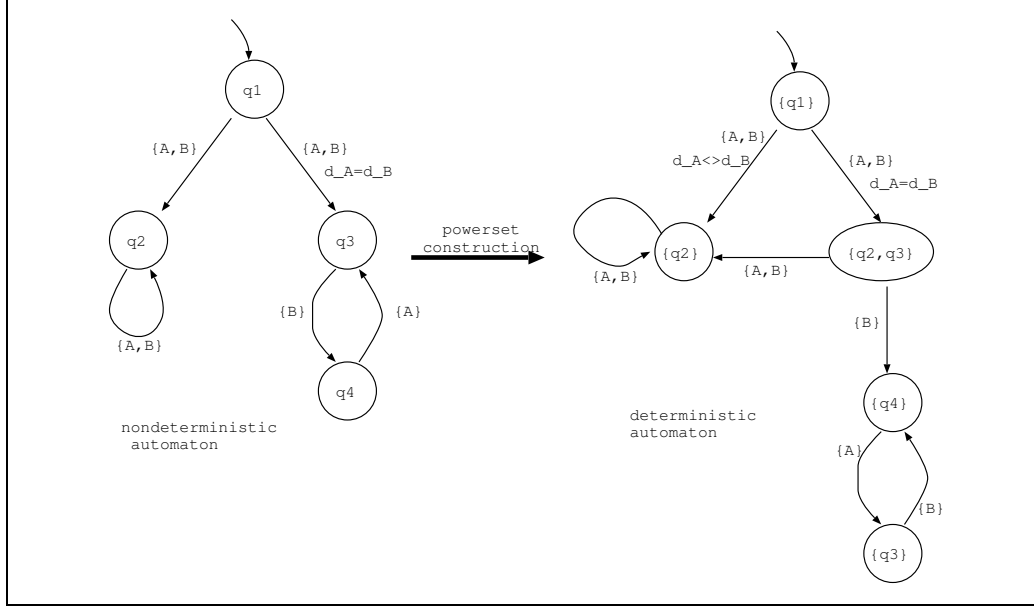 q1
{A,B}
{A,B}
d_A=d_B
q2
q3
{B}
{A}
{A,B}
q4
nondeterministic
automaton
powerset
construction
{q1}
{A,B}
d_A<>d_B
{A,B}
d_A=d_B
{q2}
{q2,q3}
{A,B}
{A,B}
{B}
{q4}
deterministic
automaton
{A}
{B}
{q3}